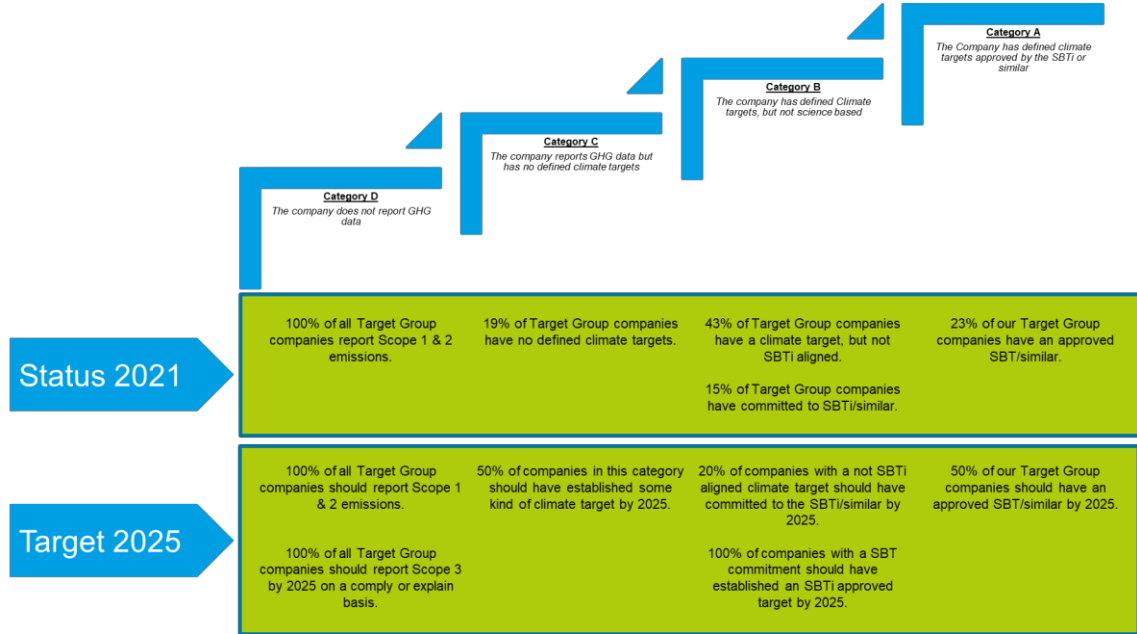 Category A
The Company has defined climate
targets approved by the SBTi or
similar
Category B
The company has defined Climate
targets, but not science based
Category C
The company reports GHG data but
has no defined climate targets
Category D
The company does not report GHG
data
Status 2021
100% of all Target Group
companies report Scope 1 & 2
emissions.
19% of Target Group companies
have no defined climate targets.
43% of Target Group companies
have a climate target, but not
SBTi aligned.
15% of Target Group companies
have committed to SBTi/similar.
23% of our Target Group
companies have an approved
SBT/similar.
Target 2025
100% of all Target Group
companies should report Scope 1
& 2 emissions.
100% of all Target Group
companies should report Scope 3
by 2025 on a comply or explain
basis.
50% of companies in this category
should have established some
kind of climate target by 2025.
20% of companies with a not SBTi
aligned climate target should have
committed to the SBTi/similar by
2025.
100% of companies with a SBT
commitment should have
established an SBTi approved
target by 2025.
50% of our Target Group
companies should have an
approved SBT/similar by 2025.